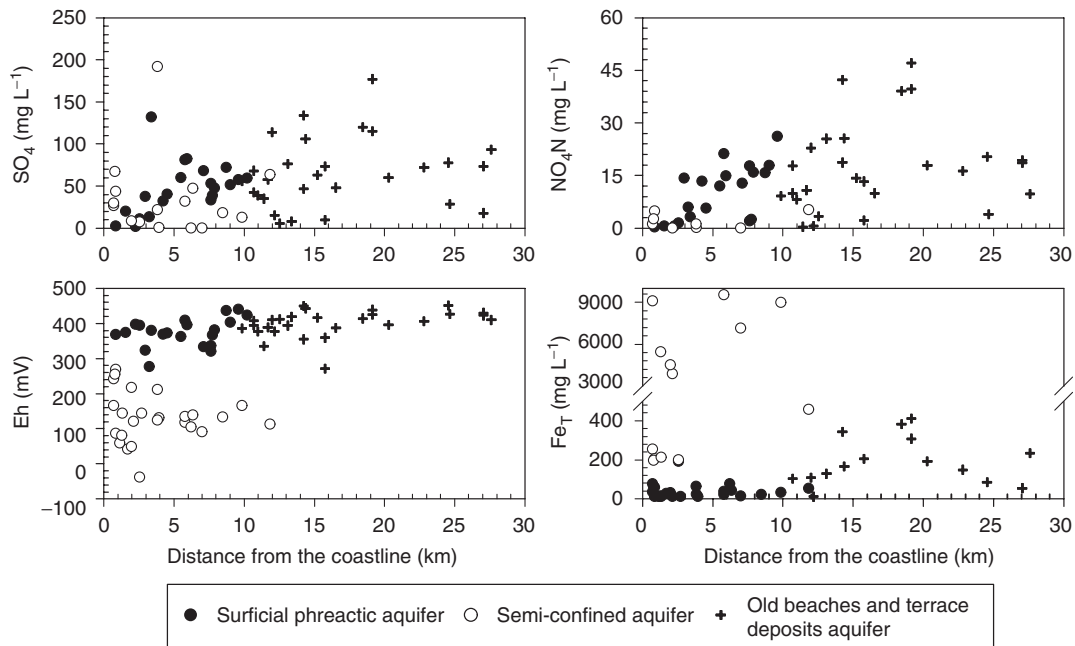 SO₄ (mg L⁻¹)
250
200
150
100
50
0
0 5 10 15 20 25 30
NO₄N (mg L⁻¹)
60
45
30
15
0
0 5 10 15 20 25 30
Eh (mV)
500
400
300
200
100
0
−100
0 5 10 15 20 25 30
Distance from the coastline (km)
Fe_T (mg L⁻¹)
9000
6000
3000
400
200
0
0 5 10 15 20 25 30
Distance from the coastline (km)
Surficial phreactic aquifer
Semi-confined aquifer
Old beaches and terrace
deposits aquifer